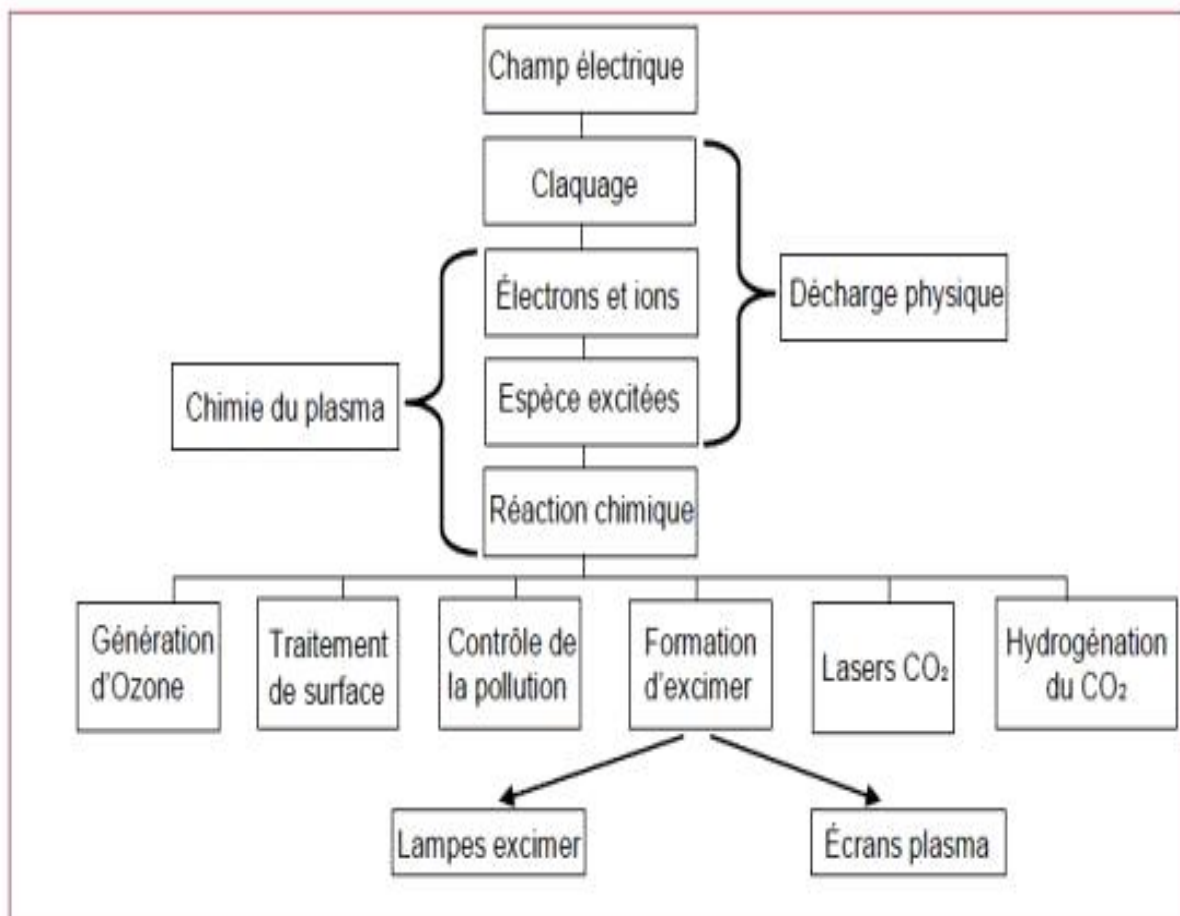 Champ électrique
Claquage
Électrons et ions
Décharge physique
Chimie du plasma
Espèce excitées
Réaction chimique
Génération
d'Ozone
Traitement
de surface
Contrôle de
la pollution
Formation
d'excimer
Lasers CO₂
Hydrogénation
du CO₂
Lampes excimer
Écrans plasma